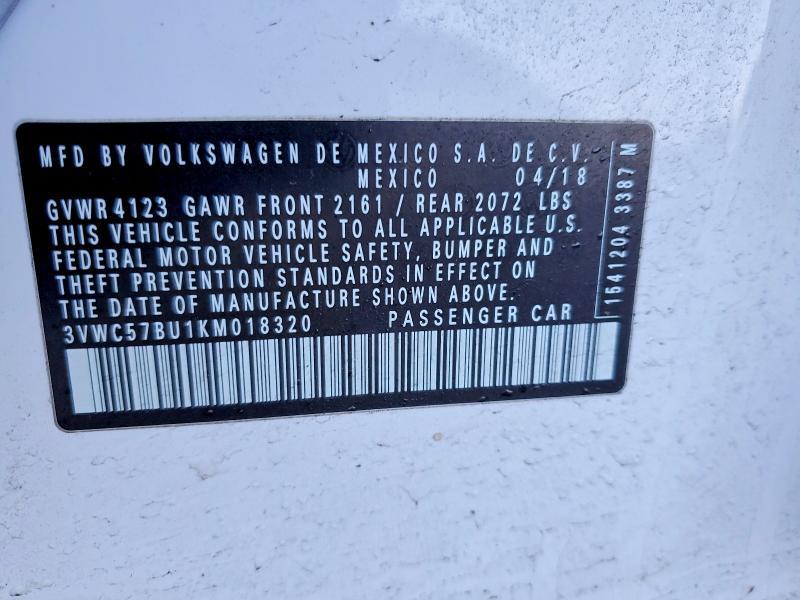 MFD BY VOLKSWAGEN DE MEXICO S.A. DE C.V.
MEXICO 04/18
GVWR 4123 GAWR FRONT 2161 / REAR 2072 LBS
THIS VEHICLE CONFORMS TO ALL APPLICABLE U.S.
FEDERAL MOTOR VEHICLE SAFETY, BUMPER AND
THEFT PREVENTION STANDARDS IN EFFECT ON
THE DATE OF MANUFACTURE SHOWN ABOVE.
3VWC57BU1KM018320 PASSENGER CAR
1541204 3387 M